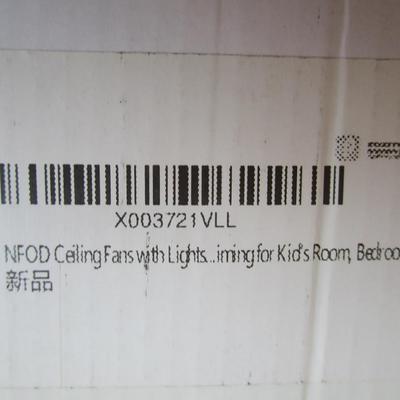 X003721VLL
NFOD Ceiling Fans with Lights...iming for Kid's Room, Bedroo
新品